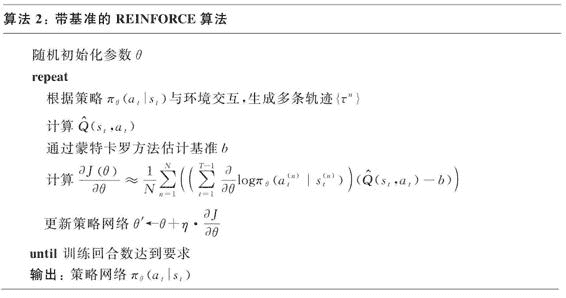 算法 2：带基准的 REINFORCE 算法
随机初始化参数 θ
repeat
根据策略 π_θ(a_t|s_t)与环境交互，生成多条轨迹{τ^n}
计算 Q̂(s_t,a_t)
通过蒙特卡罗方法估计基准 b
计算 ∂J(θ)/∂θ ≈ 1/N ∑_{n=1}^{N} ( ( ∑_{t=1}^{T-1} ∂/∂θ logπ_θ(a_t^{(n)} | s_t^{(n)}) ) (Q̂(s_t,a_t)−b) )
更新策略网络 θ′←θ+η·∂J/∂θ
until 训练回合数达到要求
输出：策略网络 π_θ(a_t|s_t)